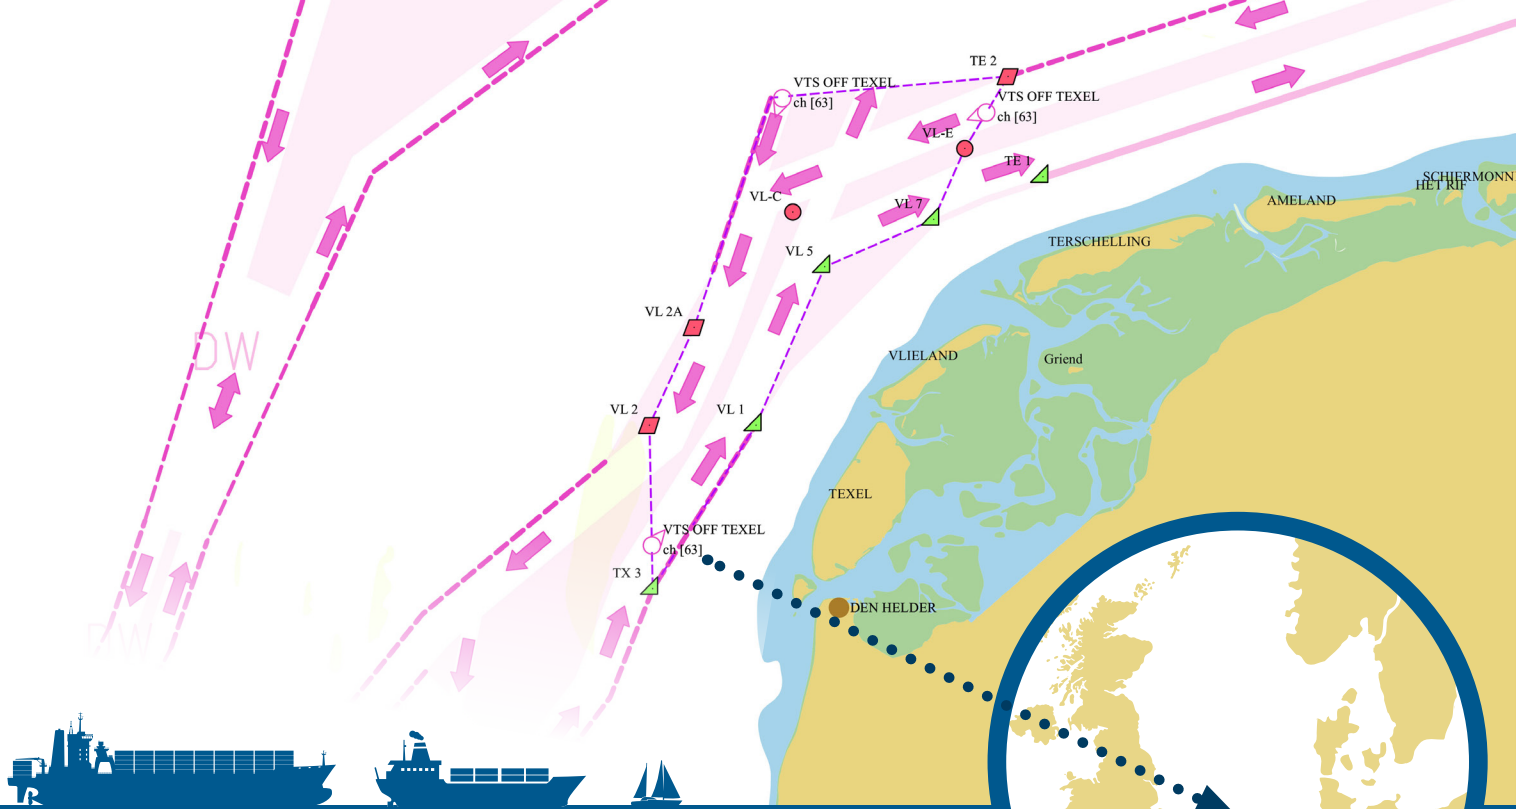 TE 2
VTS OFF TEXEL
ch [63]
VTS OFF TEXEL
ch [63]
VL-E
TE 1
SCHIERMONN
HET RIF
VL-C
VL 7
AMELAND
TERSCHELLING
VL 5
VL 2A
DW
VLIELAND
Griend
VL 2
VL 1
TEXEL
VTS OFF TEXEL
ch [63]
TX 3
DEN HELDER
DW